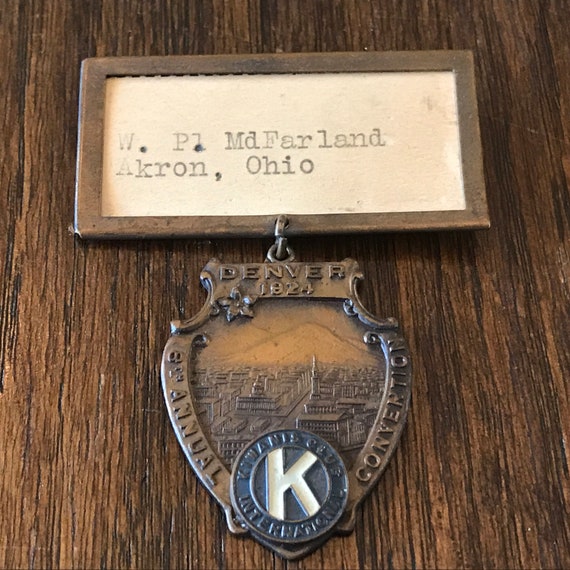 W. Pl MdFarland
Akron, Ohio
DENVER
1924
8TH ANNUAL
CONVENTION
KIWANIS CLUB
K
INTERNATIONAL